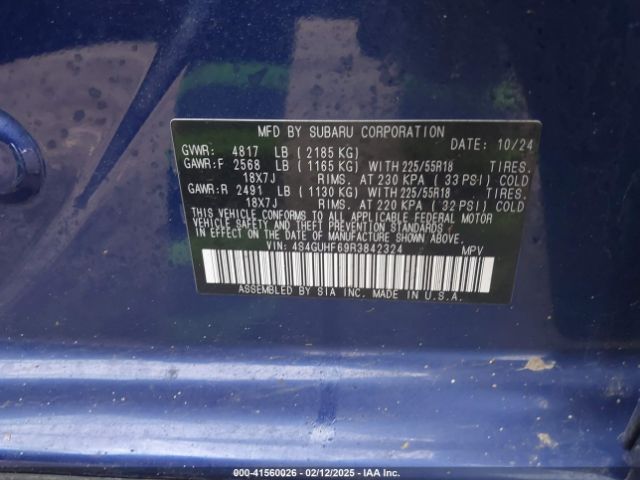 MFD BY SUBARU CORPORATION DATE: 10/24
GVWR: 4817 LB ( 2185 KG)
GAWR:F 2568 LB ( 1165 KG) WITH 225/55R18 TIRES.
18X7J RIMS. AT 230 KPA ( 33 PSI) COLD
GAWR:R 2491 LB ( 1130 KG) WITH 225/55R18 TIRES.
18X7J RIMS. AT 220 KPA ( 32 PSI) COLD
THIS VEHICLE CONFORMS TO ALL APPLICABLE FEDERAL MOTOR
VEHICLE SAFETY AND THEFT PREVENTION STANDARDS
IN EFFECT ON THE DATE OF MANUFACTURE SHOWN ABOVE.
VIN: 4S4GUHF69R3842324 MPV
ASSEMBLED BY SIA INC. MADE IN U.S.A.
000-41560026 - 02/12/2025 - IAA Inc.